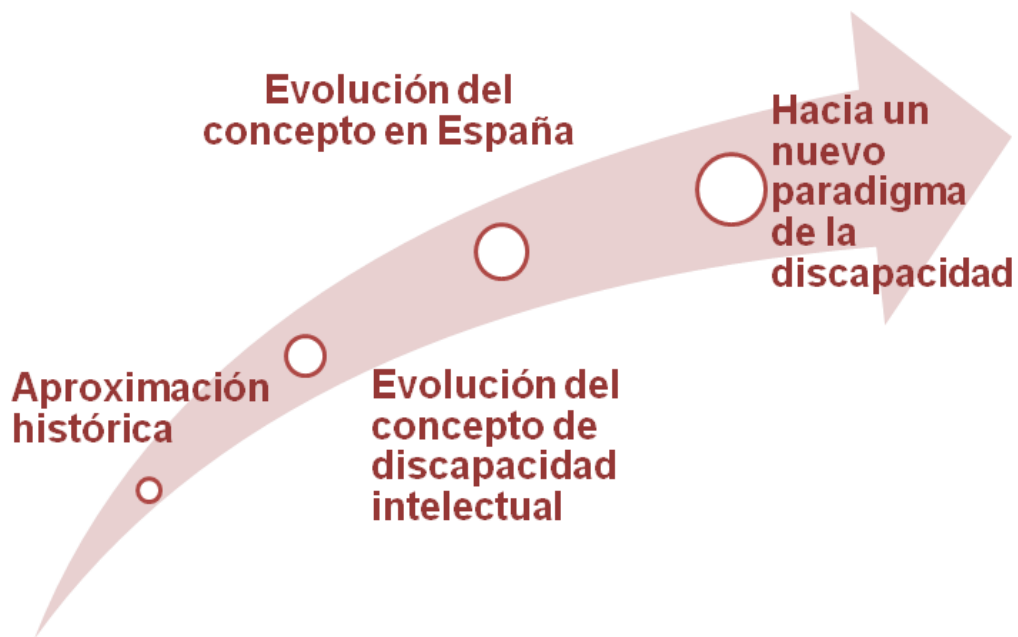 Aproximación
histórica
Evolución del
concepto de
discapacidad
intelectual
Evolución del
concepto en España
Hacia un
nuevo
paradigma
de la
discapacidad